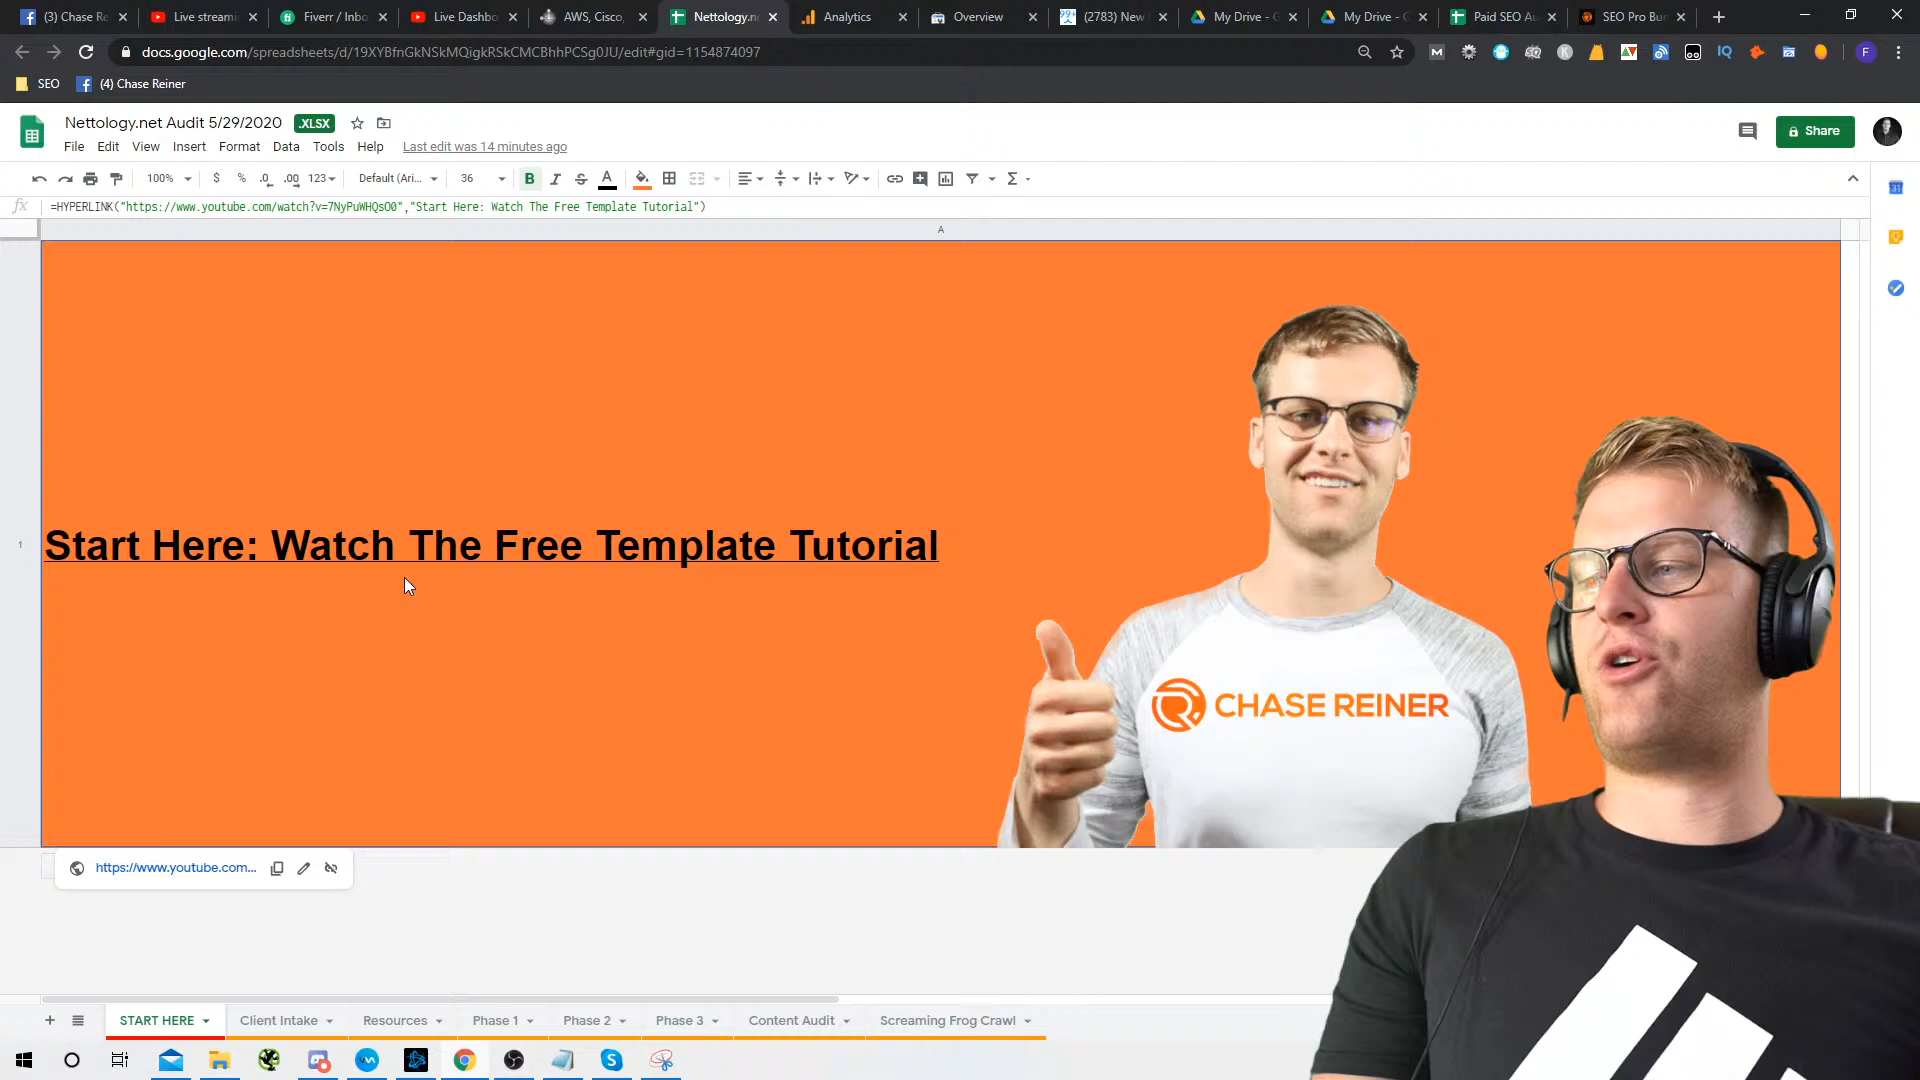 (3) Chase Re
Live streami
Fiverr / Inbo
Live Dashbo
AWS, Cisco,
Nettology.n
Analytics
Overview
(2783) New
My Drive - G
My Drive - G
Paid SEO Au
SEO Pro Bun
docs.google.com/spreadsheets/d/19XYBfnGkNSkMQigkRSkCMCBhhPCSg0JU/edit#gid=1154874097
SEO
(4) Chase Reiner
Nettology.net Audit 5/29/2020
.XLSX
Share
File Edit View Insert Format Data Tools Help Last edit was 14 minutes ago
100% $ % .0 .00 123 Default (Ari... 36 B I S A
=HYPERLINK("https://www.youtube.com/watch?v=7NyPuWHQsO0","Start Here: Watch The Free Template Tutorial")
A
1
Start Here: Watch The Free Template Tutorial
CHASE REINER
https://www.youtube.com...
START HERE
Client Intake
Resources
Phase 1
Phase 2
Phase 3
Content Audit
Screaming Frog Crawl